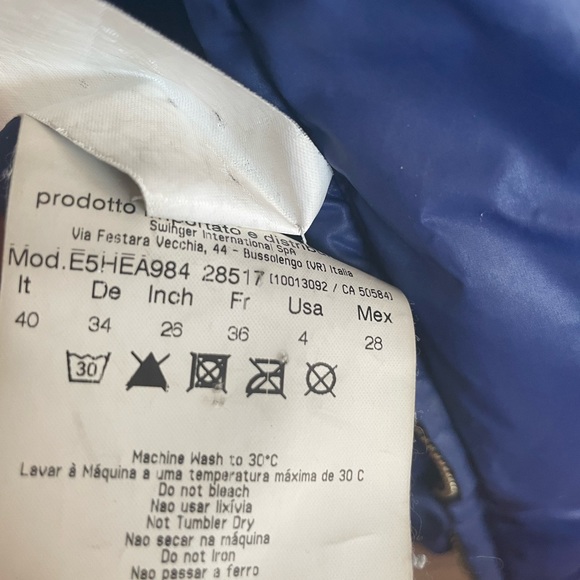 prodotto importato e distrib
Swinger International SpA
Via Festara Vecchia, 44 - Bussolengo (VR) Italia
Mod.E5HEA984 28517 (10013092 / CA 50584)
It De Inch Fr Usa Mex
40 34 26 36 4 28
30
Machine Wash to 30°C
Lavar à Máquina a uma temperatura máxima de 30 C
Do not bleach
Nao usar lixívia
Not Tumbler Dry
Nao secar na máquina
Do not Iron
Nao passar a ferro